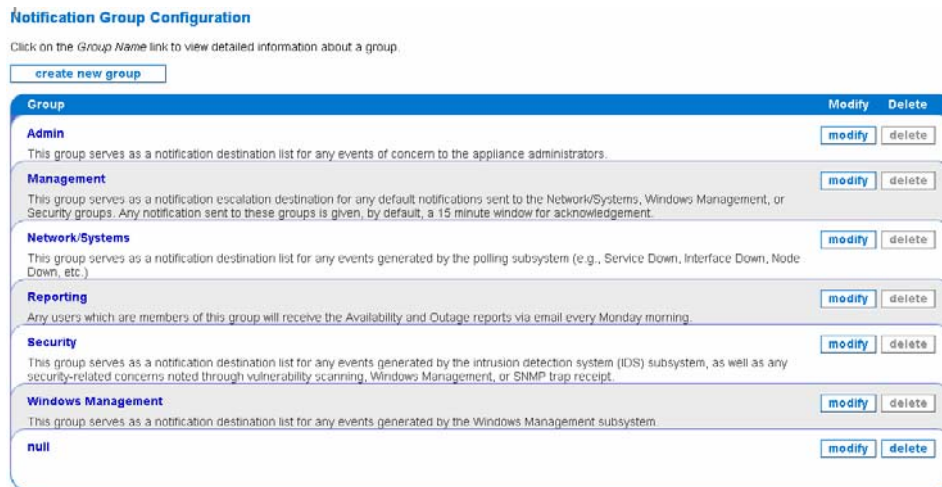 Notification Group Configuration
Click on the Group Name link to view detailed information about a group.
create new group
Group Modify Delete
Admin modify delete
This group serves as a notification destination list for any events of concern to the appliance administrators.
Management modify delete
This group serves as a notification escalation destination for any default notifications sent to the Network/Systems, Windows Management, or
Security groups. Any notification sent to these groups is given, by default, a 15 minute window for acknowledgement.
Network/Systems modify delete
This group serves as a notification destination list for any events generated by the polling subsystem (e.g., Service Down, Interface Down, Node
Down, etc.)
Reporting modify delete
Any users which are members of this group will receive the Availability and Outage reports via email every Monday morning.
Security modify delete
This group serves as a notification destination list for any events generated by the intrusion detection system (IDS) subsystem, as well as any
security-related concerns noted through vulnerability scanning, Windows Management, or SNMP trap receipt.
Windows Management modify delete
This group serves as a notification destination list for any events generated by the Windows Management subsystem.
null modify delete